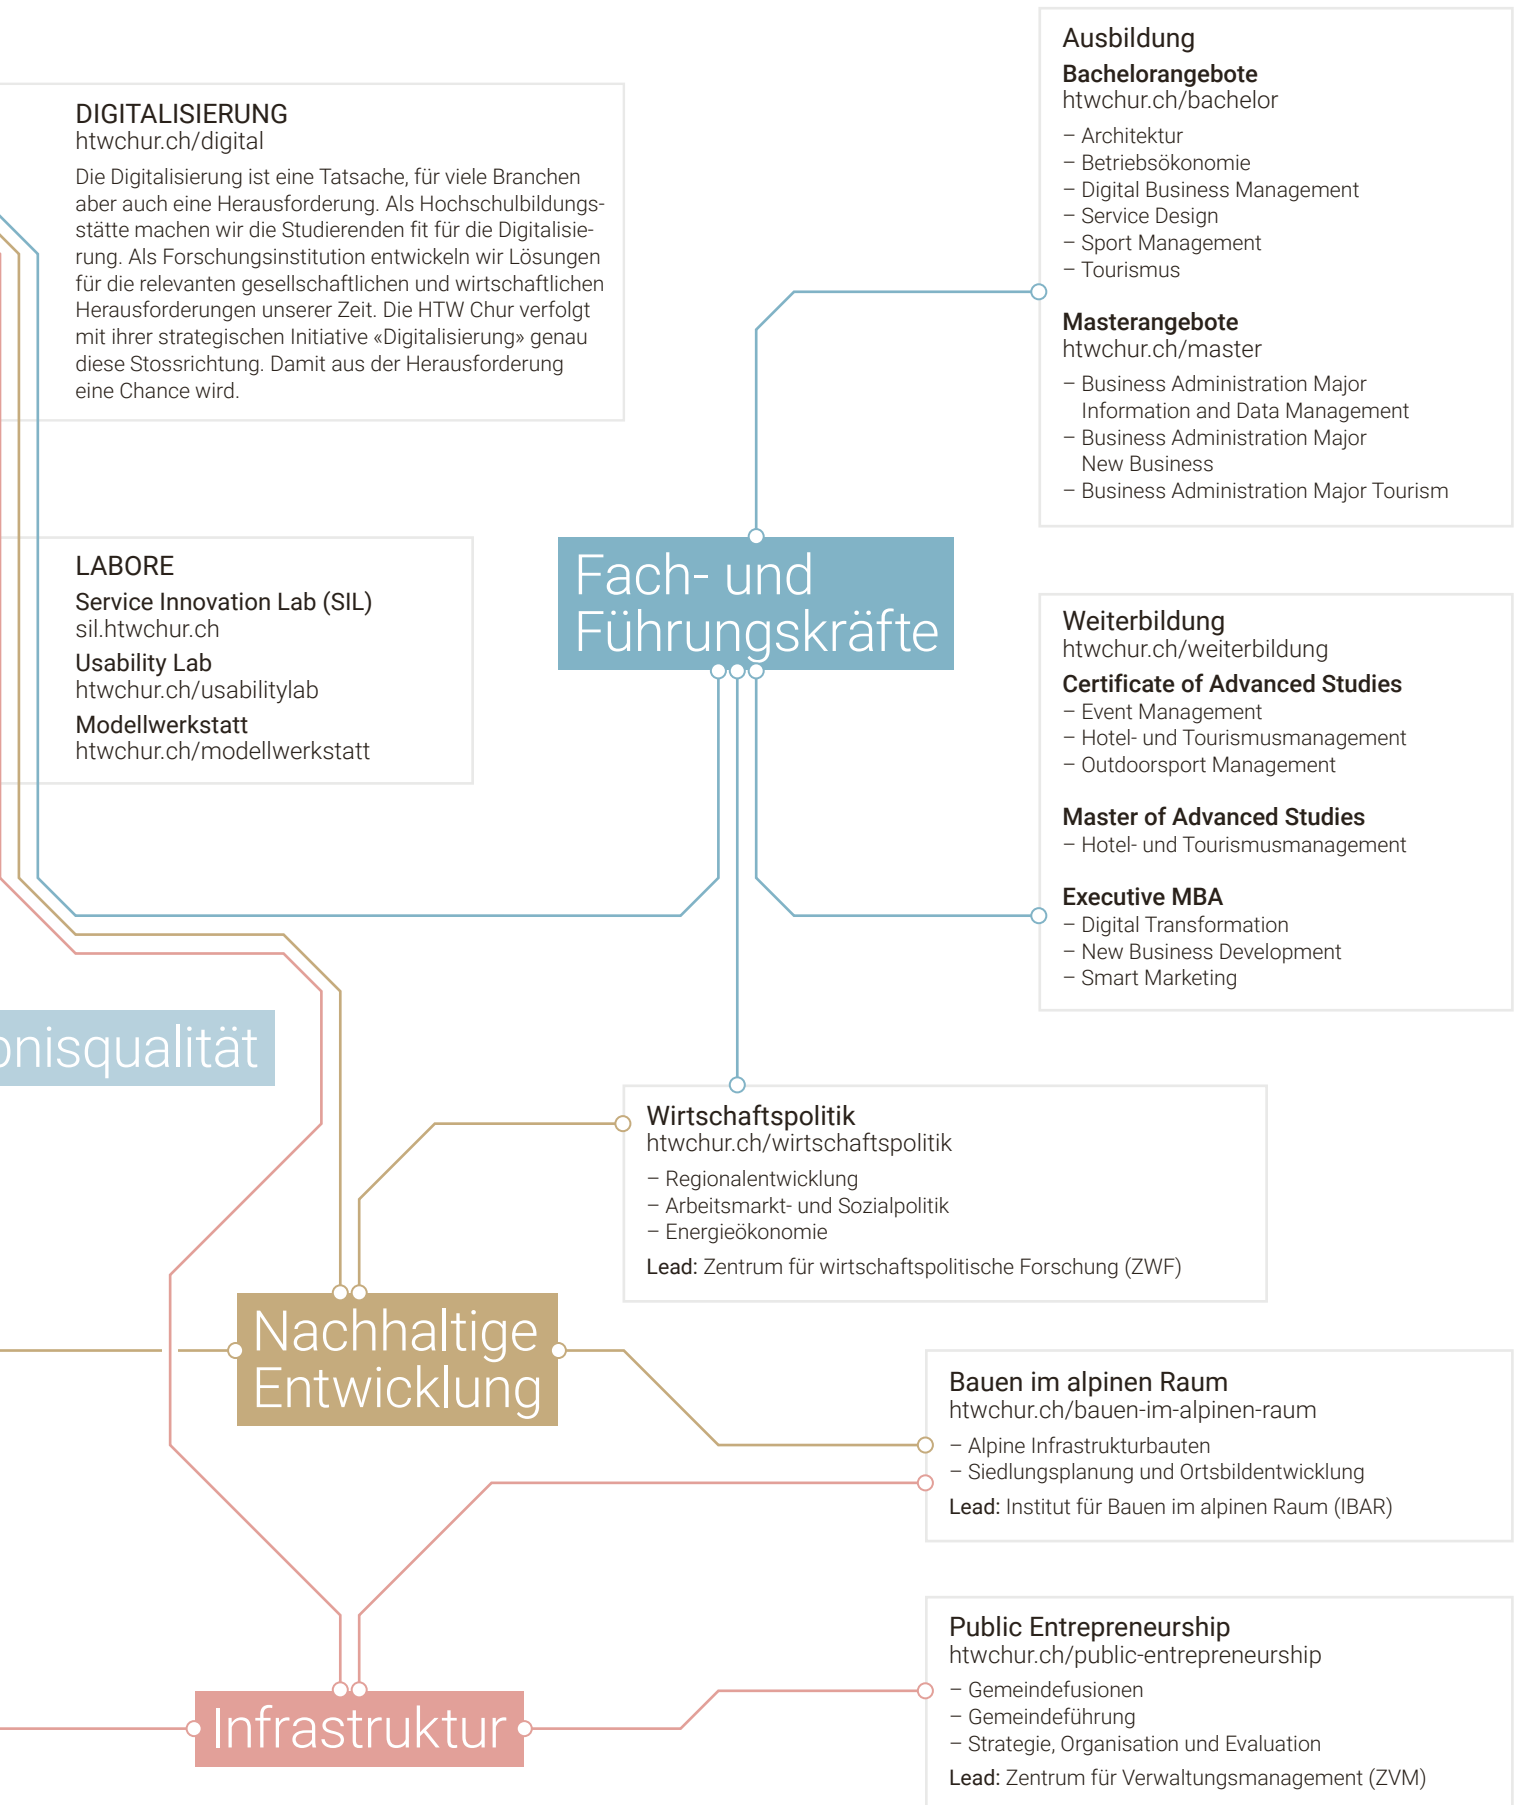 DIGITALISIERUNG
htwchur.ch/digital
Die Digitalisierung ist eine Tatsache, für viele Branchen
aber auch eine Herausforderung. Als Hochschulbildungs-
stätte machen wir die Studierenden fit für die Digitalisie-
rung. Als Forschungsinstitution entwickeln wir Lösungen
für die relevanten gesellschaftlichen und wirtschaftlichen
Herausforderungen unserer Zeit. Die HTW Chur verfolgt
mit ihrer strategischen Initiative «Digitalisierung» genau
diese Stossrichtung. Damit aus der Herausforderung
eine Chance wird.
LABORE
Service Innovation Lab (SIL)
sil.htwchur.ch
Usability Lab
htwchur.ch/usabilitylab
Modellwerkstatt
htwchur.ch/modellwerkstatt
Fach- und
Führungskräfte
Ausbildung
Bachelorangebote
htwchur.ch/bachelor
– Architektur
– Betriebsökonomie
– Digital Business Management
– Service Design
– Sport Management
– Tourismus
Masterangebote
htwchur.ch/master
– Business Administration Major
Information and Data Management
– Business Administration Major
New Business
– Business Administration Major Tourism
Weiterbildung
htwchur.ch/weiterbildung
Certificate of Advanced Studies
– Event Management
– Hotel- und Tourismusmanagement
– Outdoorsport Management
Master of Advanced Studies
– Hotel- und Tourismusmanagement
Executive MBA
– Digital Transformation
– New Business Development
– Smart Marketing
nisqualität
Wirtschaftspolitik
htwchur.ch/wirtschaftspolitik
– Regionalentwicklung
– Arbeitsmarkt- und Sozialpolitik
– Energieökonomie
Lead: Zentrum für wirtschaftspolitische Forschung (ZWF)
Nachhaltige
Entwicklung
Bauen im alpinen Raum
htwchur.ch/bauen-im-alpinen-raum
– Alpine Infrastrukturbauten
– Siedlungsplanung und Ortsbildentwicklung
Lead: Institut für Bauen im alpinen Raum (IBAR)
Infrastruktur
Public Entrepreneurship
htwchur.ch/public-entrepreneurship
– Gemeindefusionen
– Gemeindeführung
– Strategie, Organisation und Evaluation
Lead: Zentrum für Verwaltungsmanagement (ZVM)